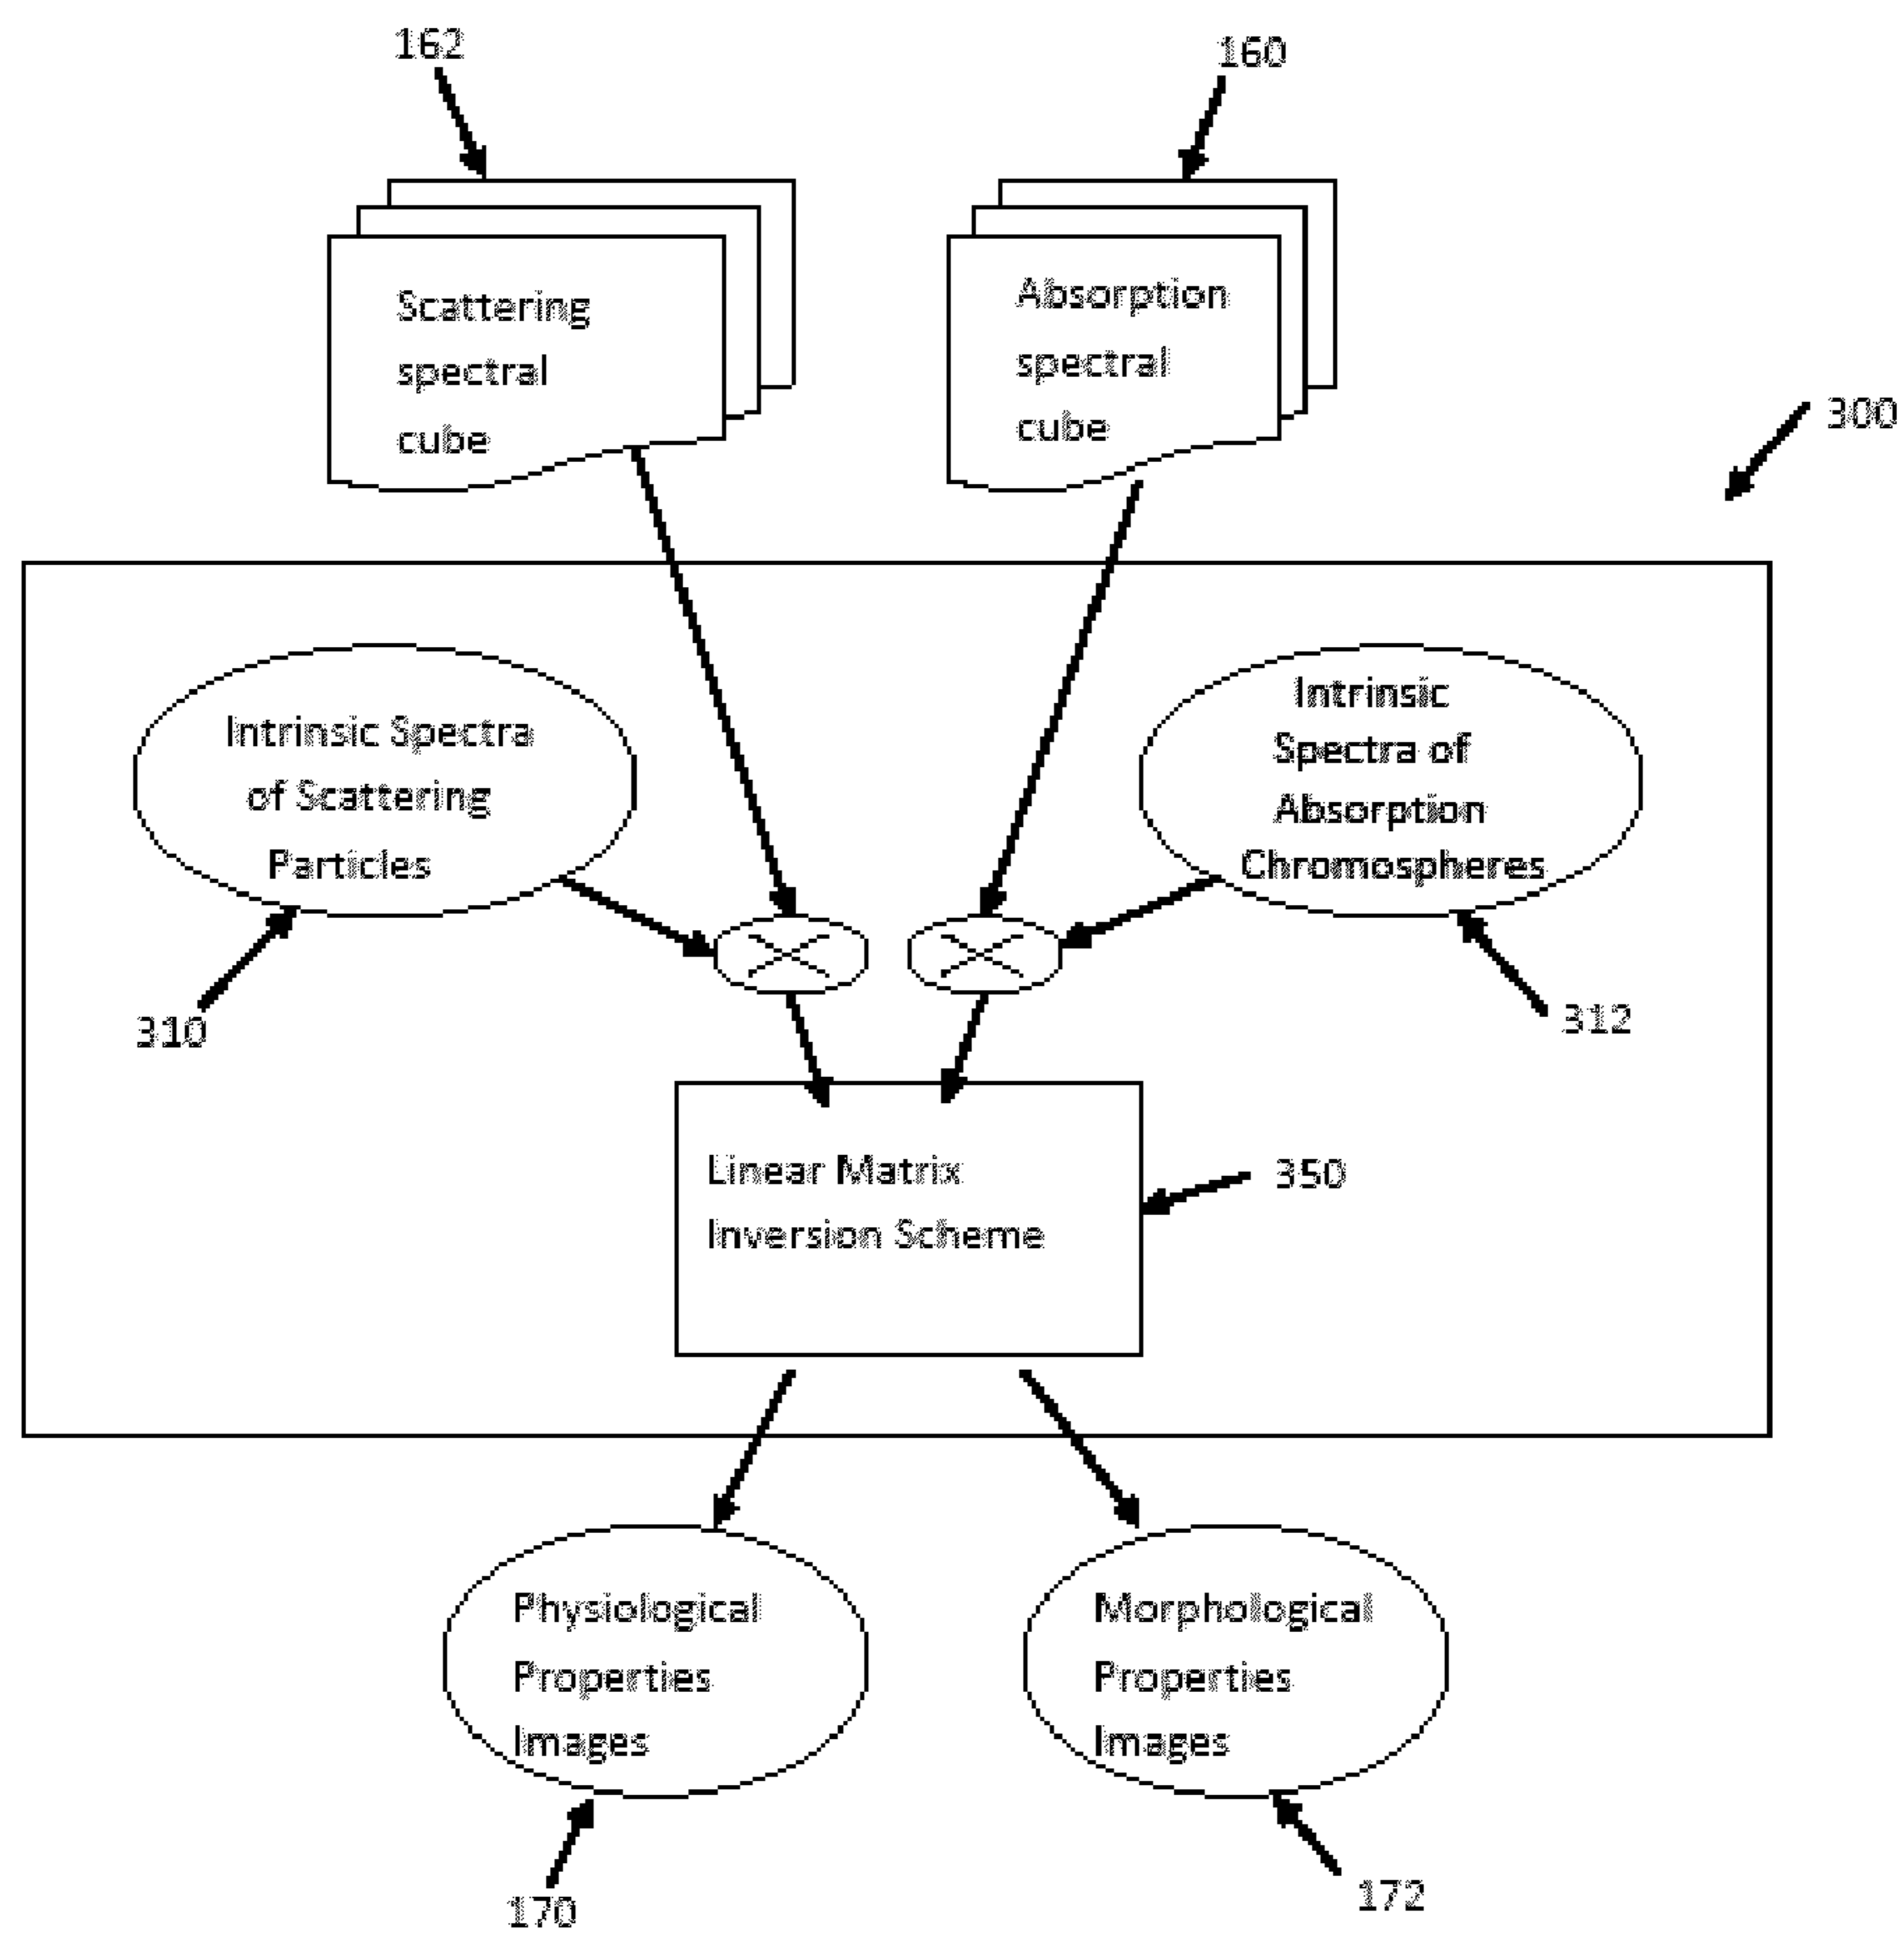 162
160
Scattering
spectral
cube
Absorption
spectral
cube
300
Intrinsic Spectra
of Scattering
Particles
Intrinsic
Spectra of
Absorption
Chromospheres
310
312
Linear Matrix
Inversion Scheme
350
Physiological
Properties
Images
Morphological
Properties
Images
170
172